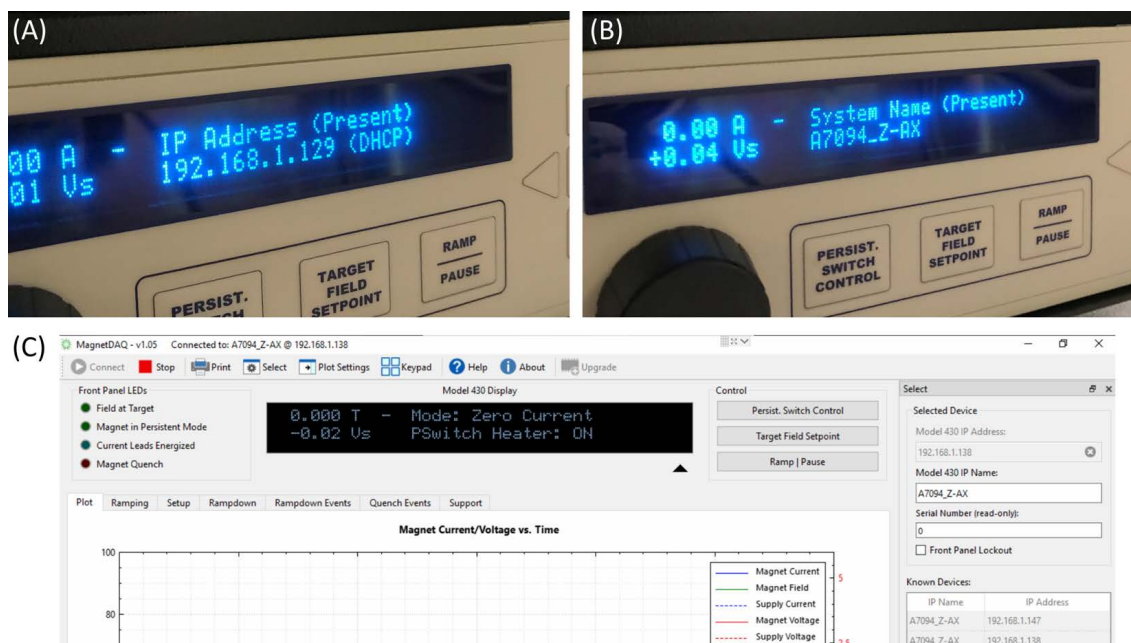 (A)
00 A - IP Address (Present)
01 Vs 192.168.1.129 (DHCP)
PERSIST.
TARGET
FIELD
SETPOINT
RAMP
PAUSE
(B)
0.00 A - System Name (Present)
+0.04 Vs A7094_Z-AX
PERSIST.
SWITCH
CONTROL
TARGET
FIELD
SETPOINT
RAMP
PAUSE
(C)
MagnetDAQ - v1.05 Connected to: A7094_Z-AX @ 192.168.1.138
Connect Stop Print Select Plot Settings Keypad Help About Upgrade
Front Panel LEDs
Field at Target
Magnet in Persistent Mode
Current Leads Energized
Magnet Quench
Model 430 Display
0.000 T - Mode: Zero Current
-0.02 Vs PSwitch Heater: ON
Control
Persist. Switch Control
Target Field Setpoint
Ramp | Pause
Select
Selected Device
Model 430 IP Address:
192.168.1.138
Model 430 IP Name:
A7094_Z-AX
Serial Number (read-only):
0
Front Panel Lockout
Known Devices:
IP Name IP Address
A7094_Z-AX 192.168.1.147
A7094_Z-AX 192.168.1.138
Plot Ramping Setup Rampdown Rampdown Events Quench Events Support
Magnet Current/Voltage vs. Time
100
80
Magnet Current
Magnet Field
Supply Current
Magnet Voltage
Supply Voltage
5
2.5